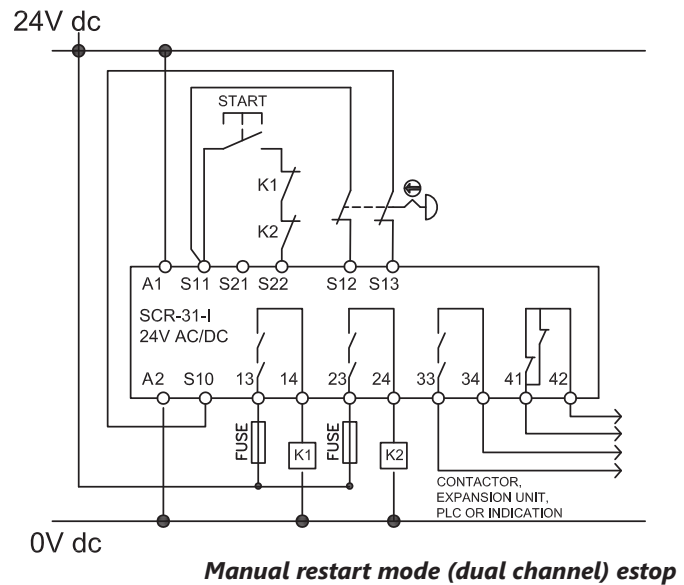 24V dc
START
K1
K2
A1 S11 S21 S22 S12 S13
SCR-31-I
24V AC/DC
A2 S10 13 14 23 24 33 34 41 42
FUSE K1 FUSE K2
CONTACTOR,
EXPANSION UNIT,
PLC OR INDICATION
0V dc
Manual restart mode (dual channel) estop